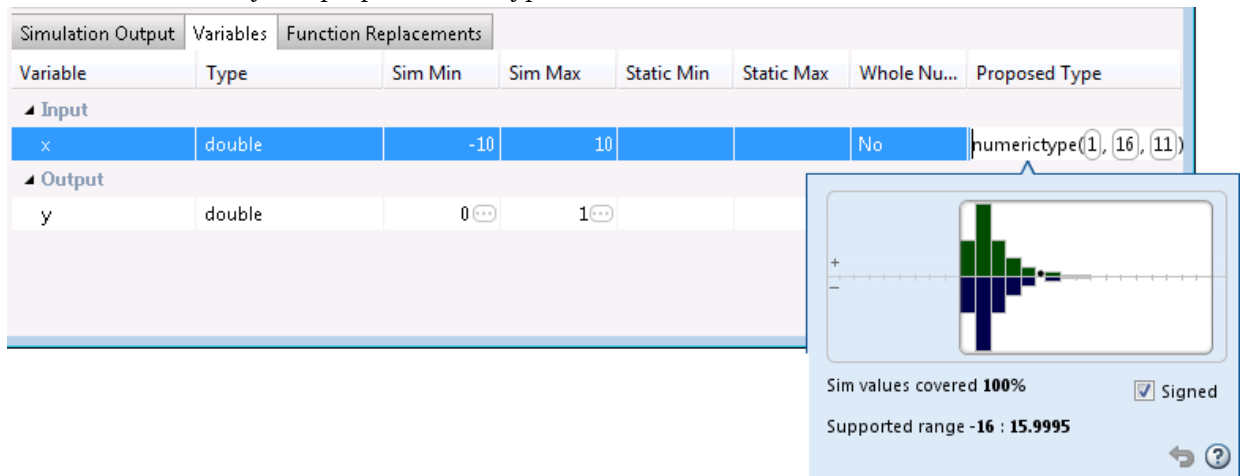 Simulation Output Variables Function Replacements
Variable Type Sim Min Sim Max Static Min Static Max Whole Nu... Proposed Type
Input
x double -10 10 No numerictype(1, 16, 11)
Output
y double 0 ... 1 ...
+
−
Sim values covered 100% Signed
Supported range -16 : 15.9995
?